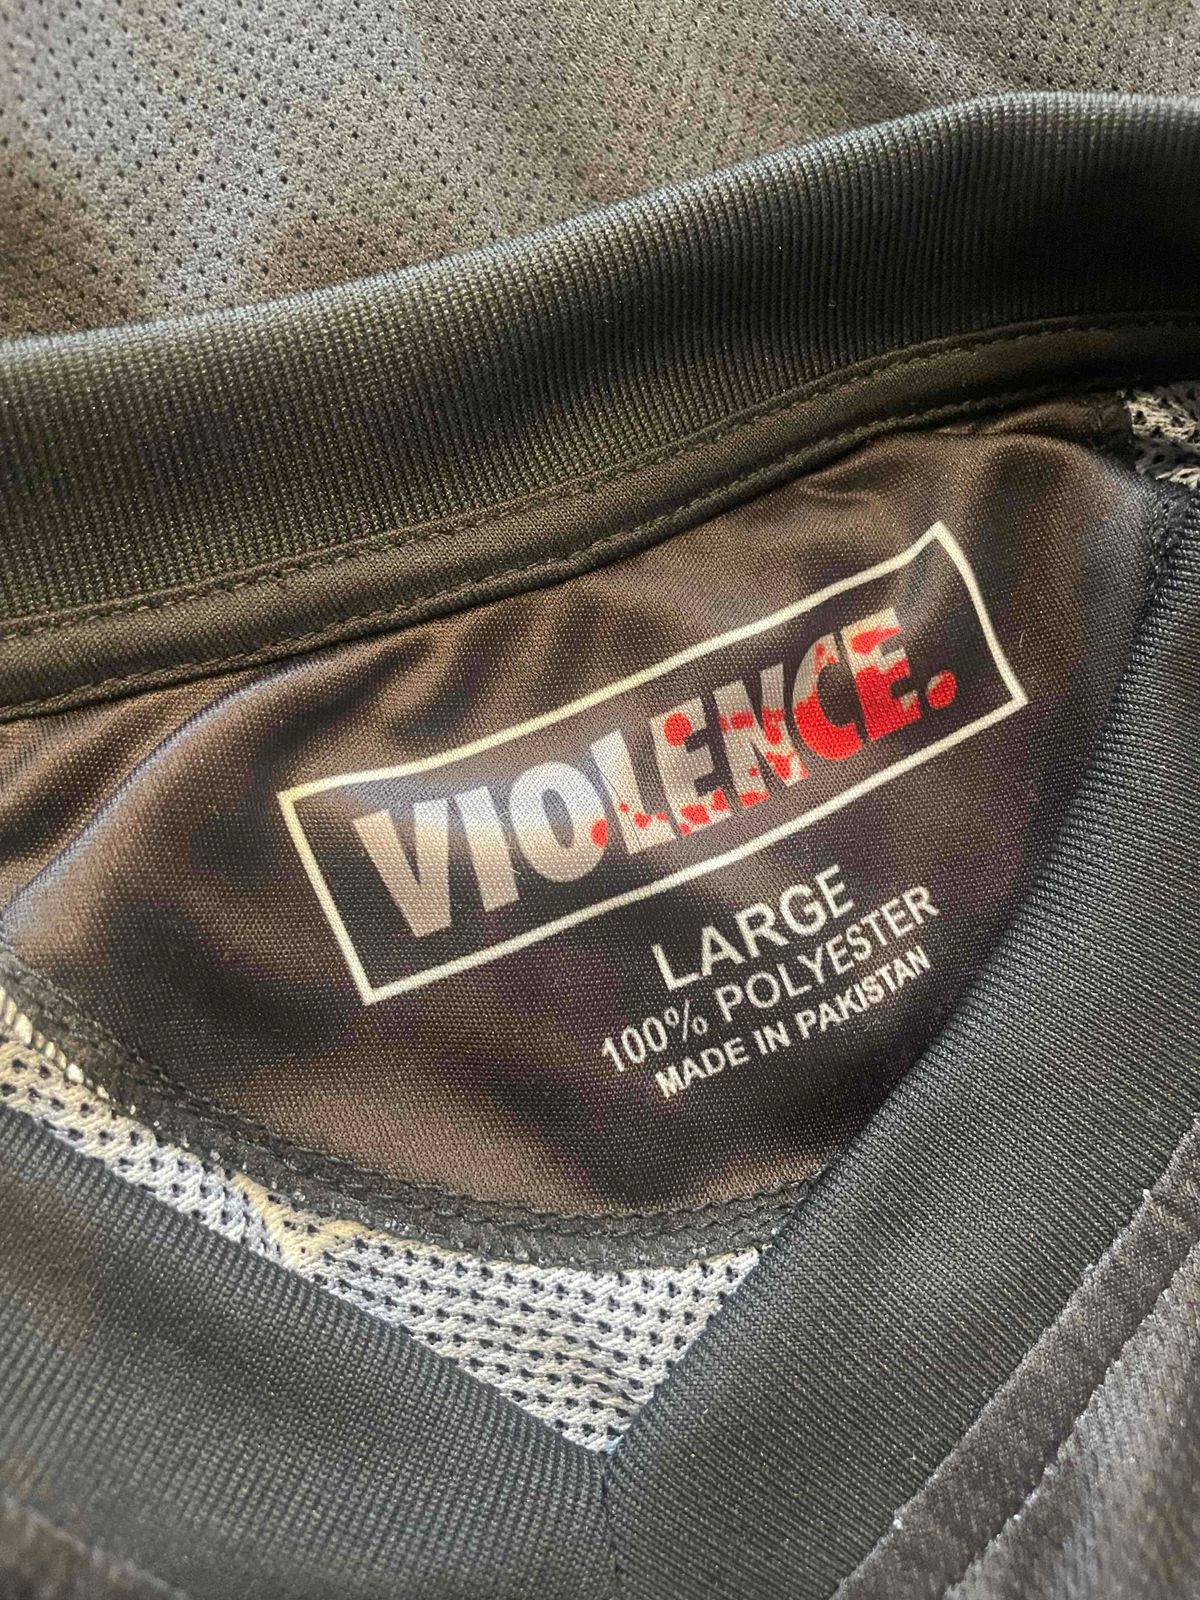 VIOLENCE.
LARGE
100% POLYESTER
MADE IN PAKISTAN